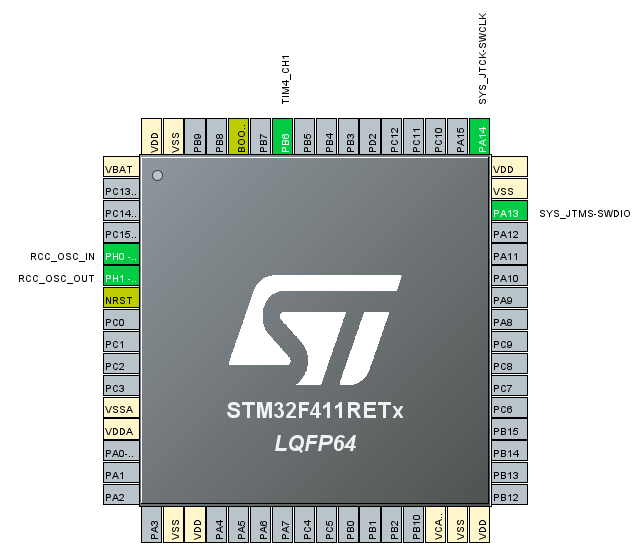 TIM4_CH1
SYS_JTCK-SWCLK
VDD
VSS
PB9
PB8
BOO..
PB7
PB6
PB5
PB4
PB3
PD2
PC12
PC11
PC10
PA15
PA14
VBAT
PC13..
PC14..
PC15..
RCC_OSC_IN
PH0 -..
RCC_OSC_OUT
PH1 -..
NRST
PC0
PC1
PC2
PC3
VSSA
VDDA
PA0-..
PA1
PA2
VDD
VSS
PA13
SYS_JTMS-SWDIO
PA12
PA11
PA10
PA9
PA8
PC9
PC8
PC7
PC6
PB15
PB14
PB13
PB12
ST
STM32F411RETx
LQFP64
PA3
VSS
VDD
PA4
PA5
PA6
PA7
PC4
PC5
PB0
PB1
PB2
PB10
VCA..
VSS
VDD